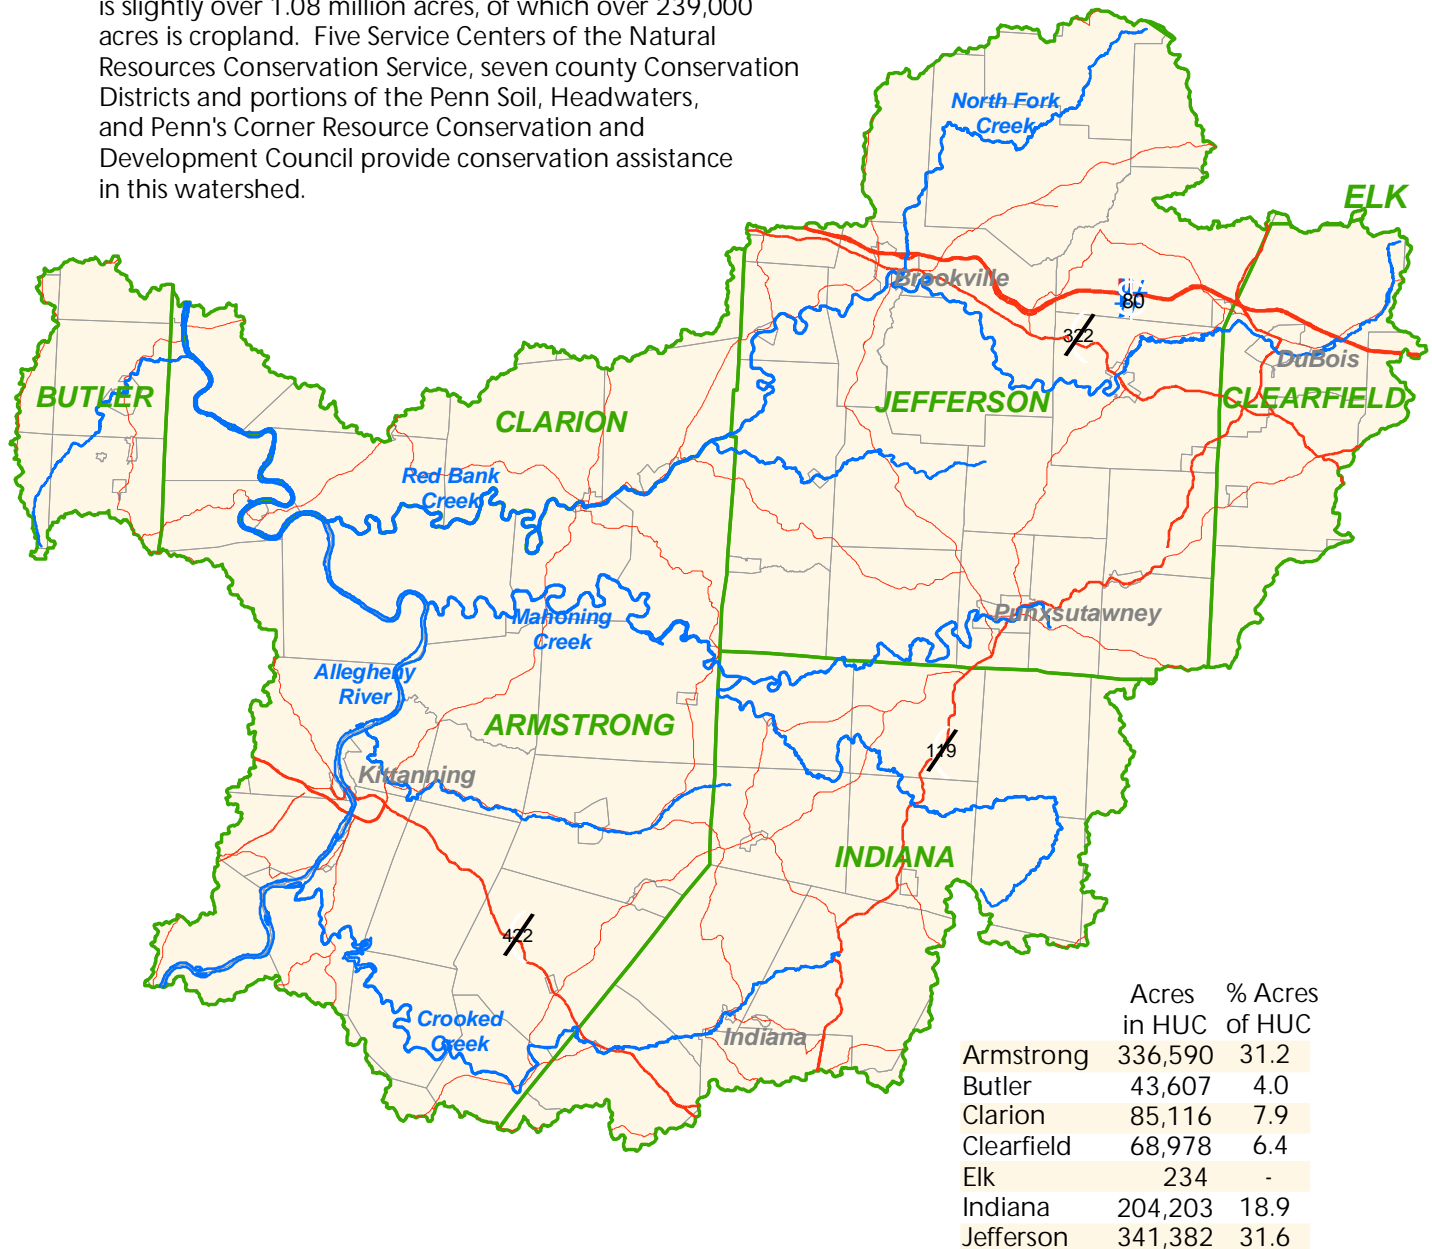 is slightly over 1.08 million acres, of which over 239,000
acres is cropland. Five Service Centers of the Natural
Resources Conservation Service, seven county Conservation
Districts and portions of the Penn Soil, Headwaters,
and Penn's Corner Resource Conservation and
Development Council provide conservation assistance
in this watershed.
North Fork
Creek
ELK
Brookville
80
322
DuBois
BUTLER
CLARION
JEFFERSON
CLEARFIELD
Red Bank
Creek
Mahoning
Creek
Punxsutawney
Allegheny
River
ARMSTRONG
119
Kittanning
INDIANA
422
Crooked
Creek
Indiana
Acres % Acres
in HUC of HUC
Armstrong 336,590 31.2
Butler 43,607 4.0
Clarion 85,116 7.9
Clearfield 68,978 6.4
Elk 234 -
Indiana 204,203 18.9
Jefferson 341,382 31.6